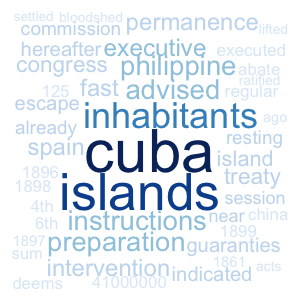 settled bloodshed
commission permanence
lifted
hereafter executive executed
congress philippine abate
ratified
125 fast advised regular
escape
inhabitants ago
already
spain cuba resting
island
1896
1898 islands treaty
session
4th instructions near china
6th 1899
1897 preparation guaranties
sum 1861
intervention indicated acts
deems 41000000